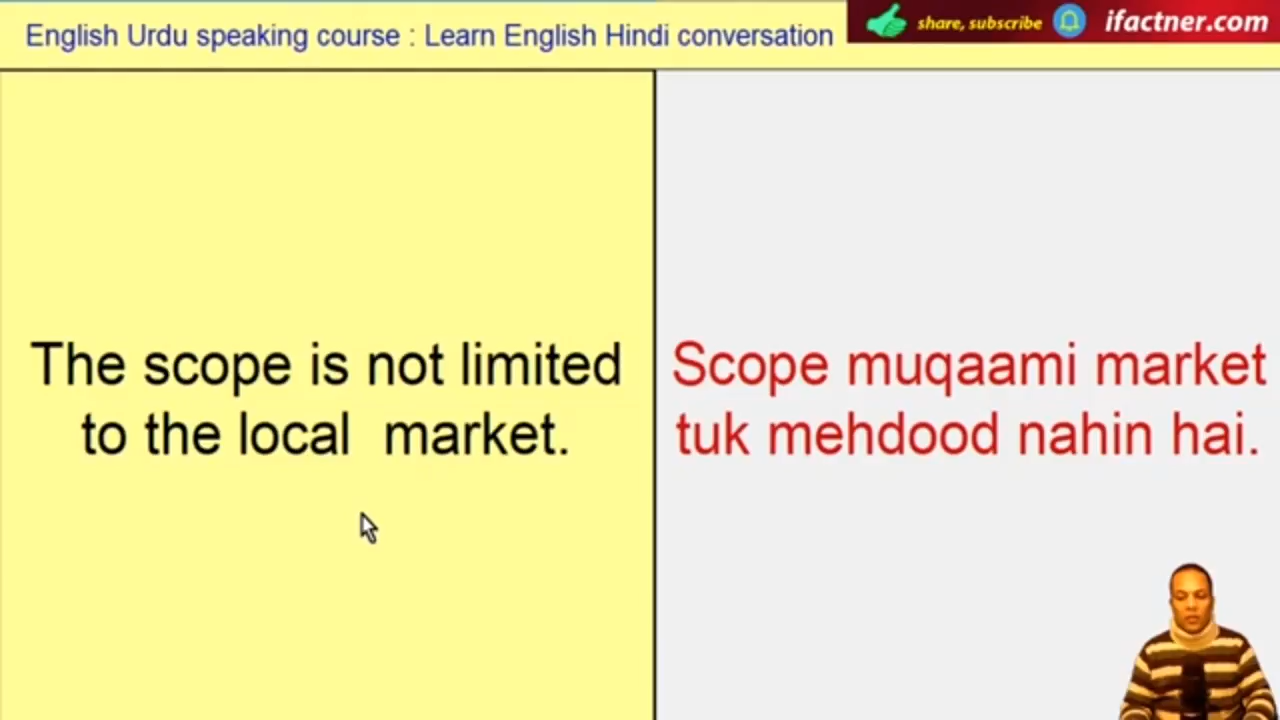 English Urdu speaking course : Learn English Hindi conversation
share, subscribe
ifactner.com
The scope is not limited
to the local market.
Scope muqaami market
tuk mehdood nahin hai.